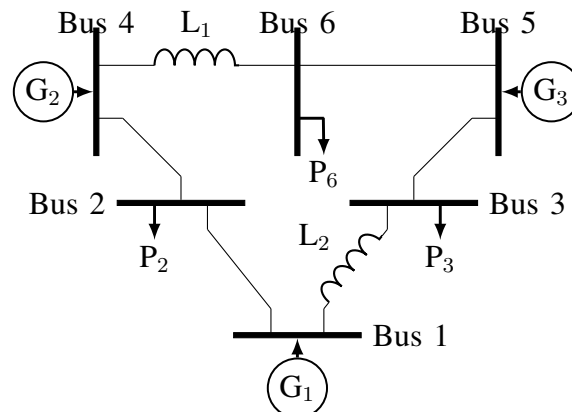 Bus 4
L₁
Bus 6
Bus 5
G₂
G₃
P₆
Bus 2
Bus 3
L₂
P₂
P₃
Bus 1
G₁